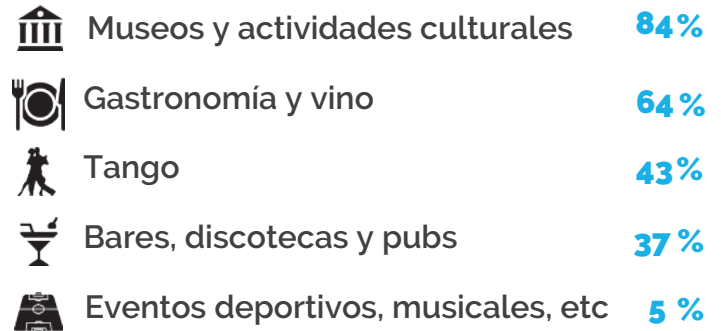 Museos y actividades culturales 84%
Gastronomía y vino 64%
Tango 43%
Bares, discotecas y pubs 37 %
Eventos deportivos, musicales, etc 5 %